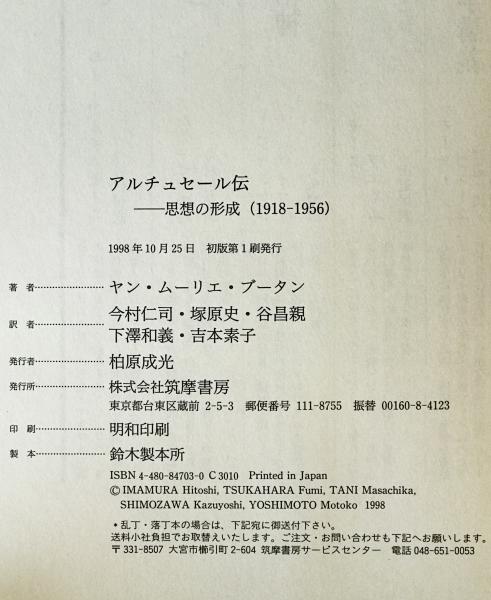 アルチュセール伝
――思想の形成（1918-1956）
1998年10月25日　初版第1刷発行
著　者……………………ヤン・ムーリエ・ブータン
訳　者……………………今村仁司・塚原史・谷昌親
下澤和義・吉本素子
発行者……………………柏原成光
発行所……………………株式会社筑摩書房
東京都台東区蔵前 2-5-3　郵便番号 111-8755　振替 00160-8-4123
印　刷……………………明和印刷
製　本……………………鈴木製本所
ISBN 4-480-84703-0 C3010　Printed in Japan
© IMAMURA Hitoshi, TSUKAHARA Fumi, TANI Masachika,
SHIMOZAWA Kazuyoshi, YOSHIMOTO Motoko　1998
＊乱丁・落丁本の場合は、下記宛に御送付下さい。
送料小社負担でお取替えいたします。ご注文・お問い合わせも下記へお願いします。
〒331-8507　大宮市櫛引町 2-604　筑摩書房サービスセンター　電話 048-651-0053